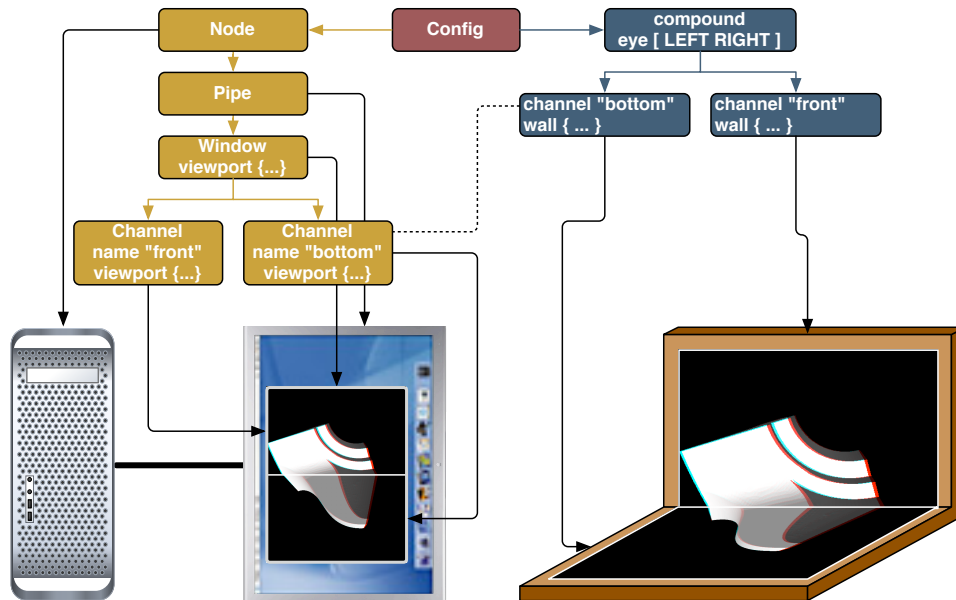 Node
Config
compound
eye [ LEFT RIGHT ]
Pipe
channel "bottom"
wall { ... }
channel "front"
wall { ... }
Window
viewport {...}
Channel
name "front"
viewport {...}
Channel
name "bottom"
viewport {...}